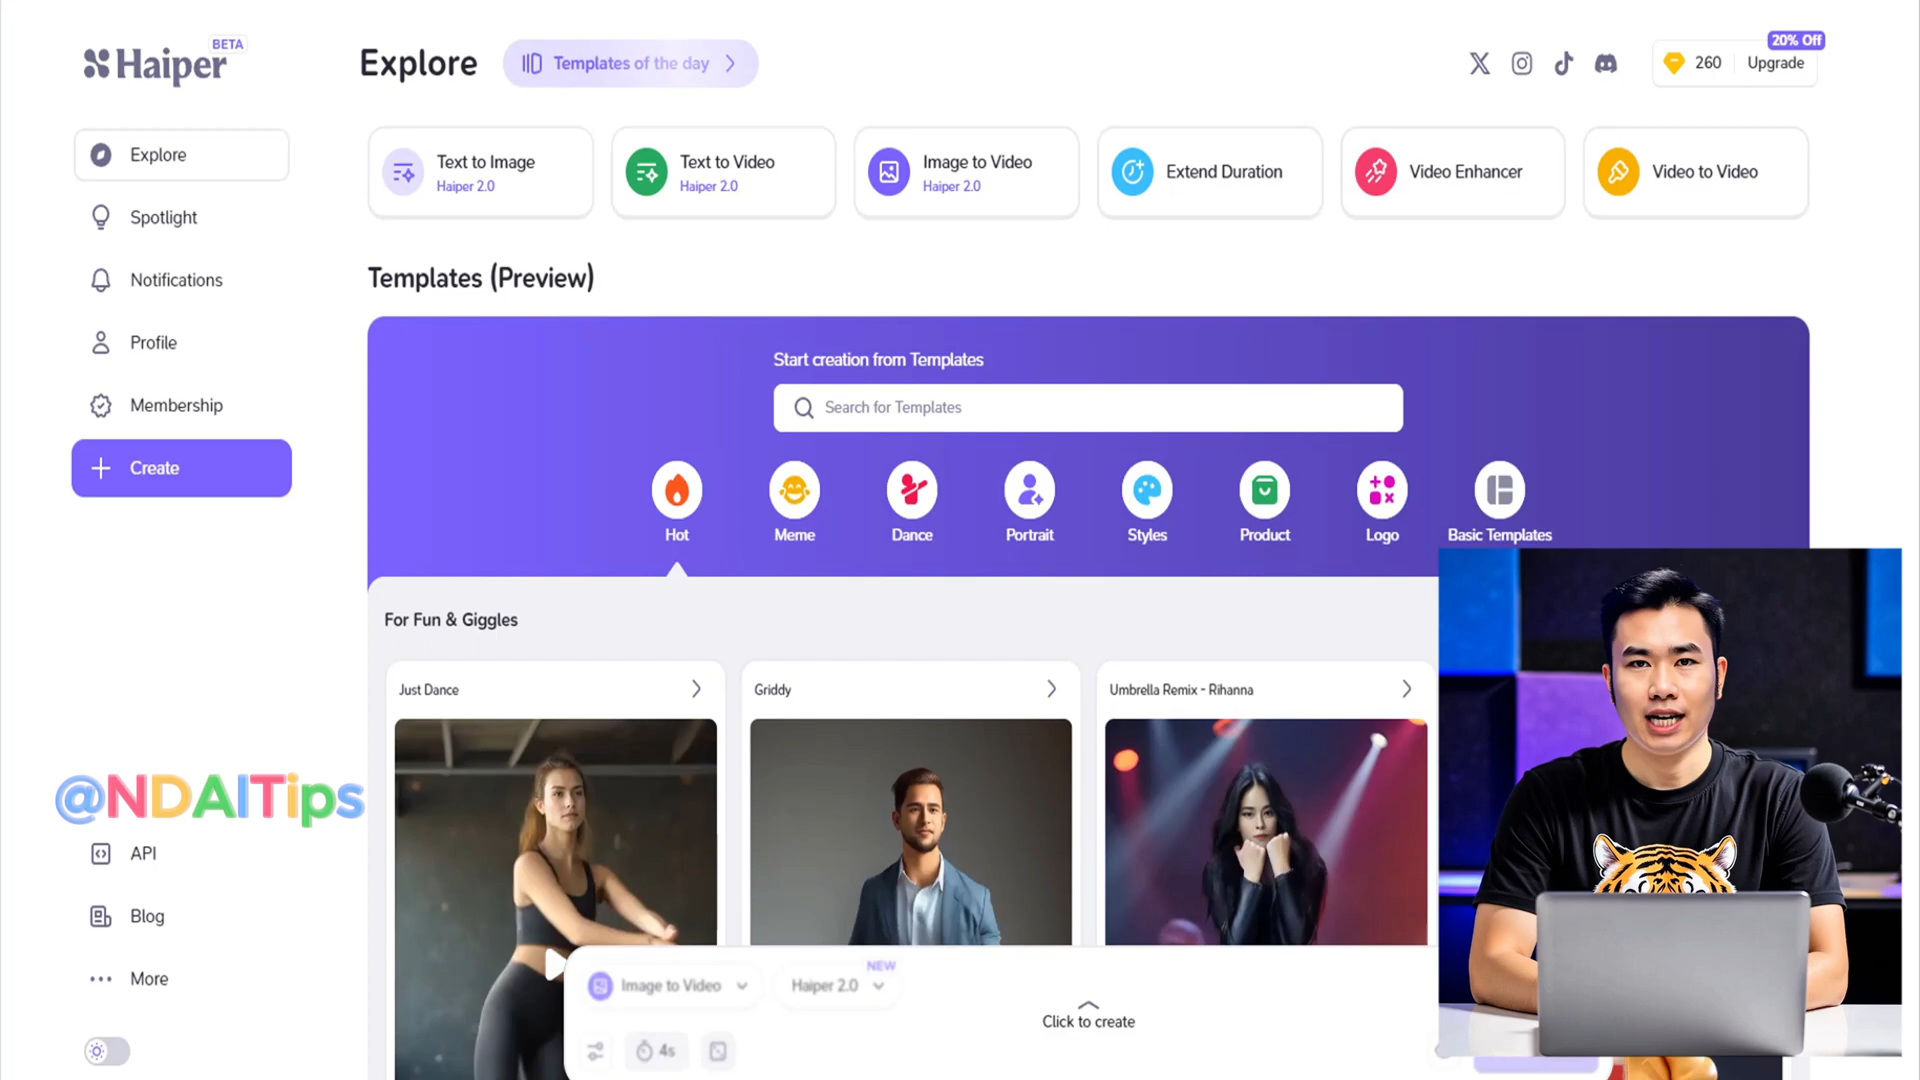 Haiper
BETA
Explore
Templates of the day
20% Off
260
Upgrade
Explore
Spotlight
Notifications
Profile
Membership
Create
Text to Image
Haiper 2.0
Text to Video
Haiper 2.0
Image to Video
Haiper 2.0
Extend Duration
Video Enhancer
Video to Video
Templates (Preview)
Start creation from Templates
Search for Templates
Hot
Meme
Dance
Portrait
Styles
Product
Logo
Basic Templates
For Fun & Giggles
Just Dance
Griddy
Umbrella Remix - Rihanna
@NDAITips
API
Blog
More
Image to Video
Haiper 2.0
NEW
4s
Click to create